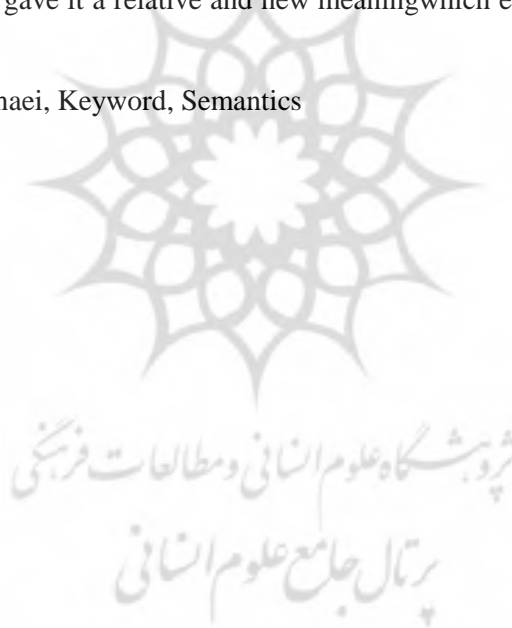 gave it a relative and new meaningwhich e
naei, Keyword, Semantics
پژوهشگاه علوم انسانی و مطالعات فرهنگی
پرتال جامع علوم انسانی